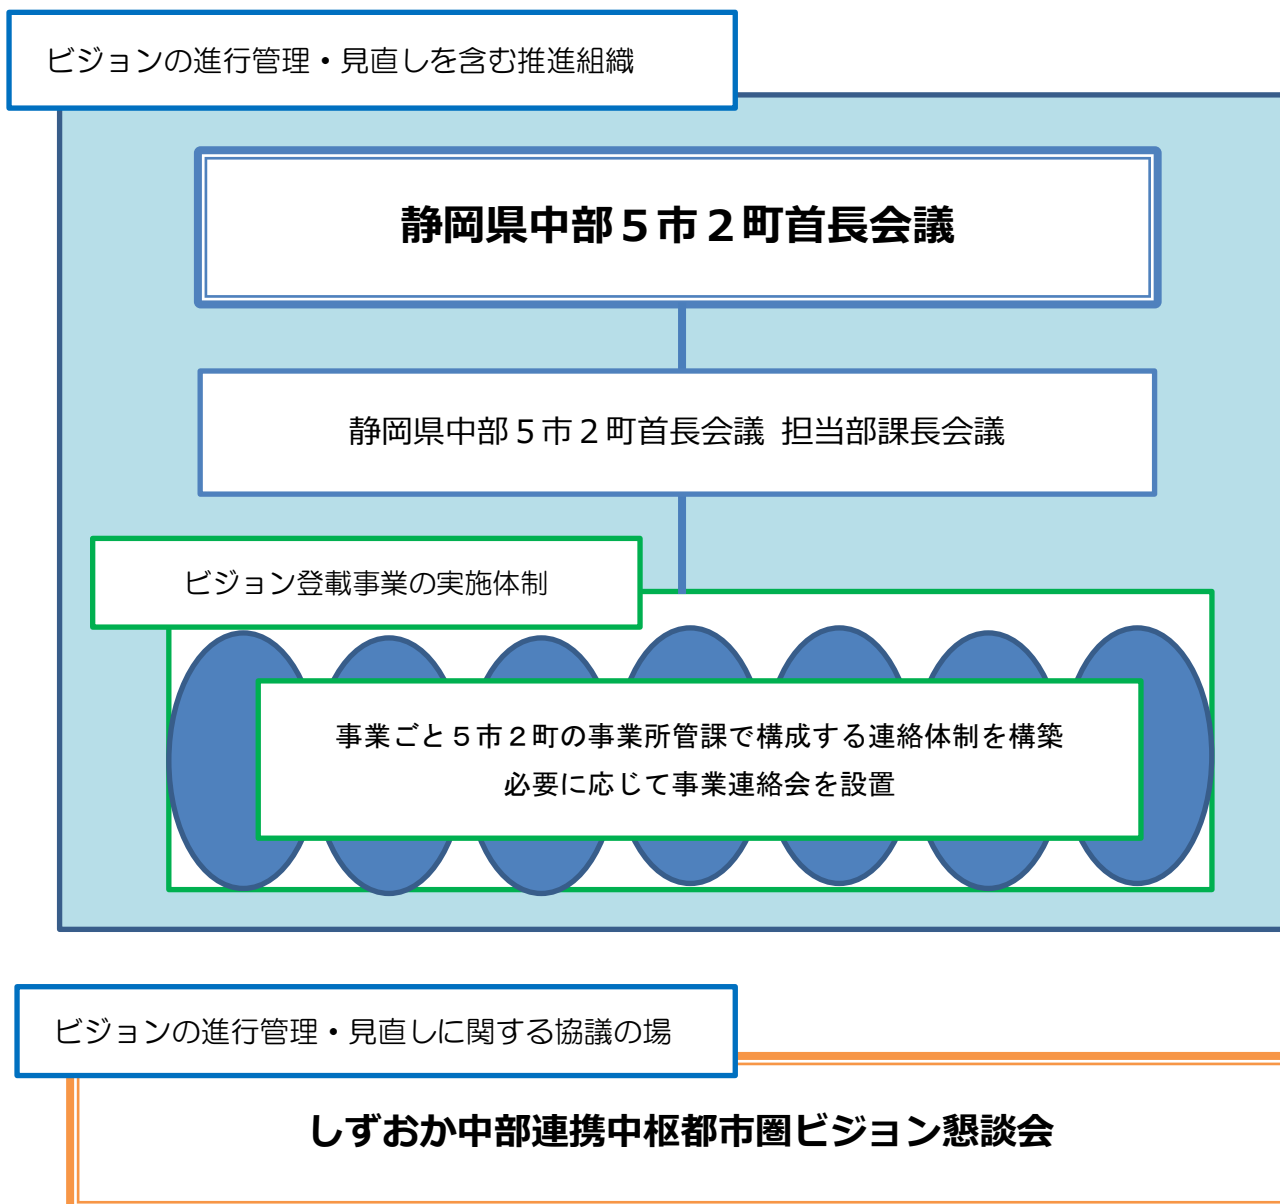 ビジョンの進行管理・見直しを含む推進組織
静岡県中部５市２町首長会議
静岡県中部５市２町首長会議 担当部課長会議
ビジョン登載事業の実施体制
事業ごと５市２町の事業所管課で構成する連絡体制を構築
必要に応じて事業連絡会を設置
ビジョンの進行管理・見直しに関する協議の場
しずおか中部連携中枢都市圏ビジョン懇談会